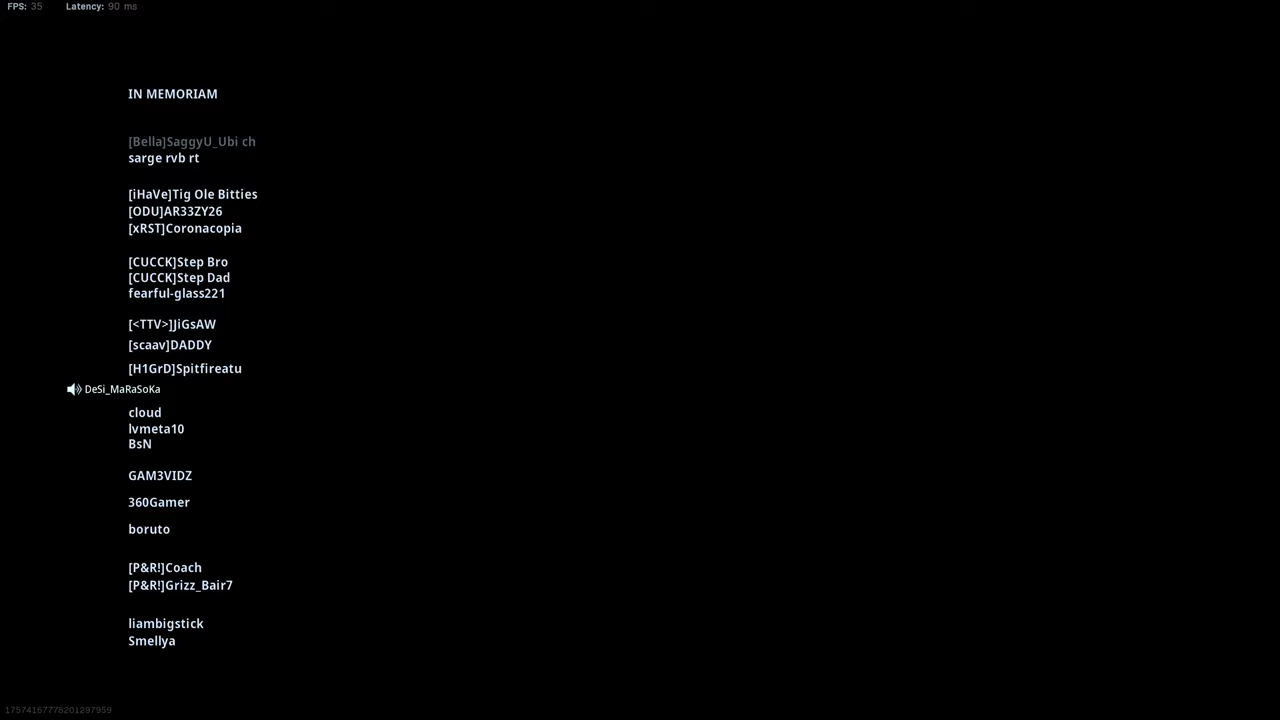 FPS: 35 Latency: 90 ms
IN MEMORIAM
[Bella]SaggyU_Ubi ch
sarge rvb rt
[iHaVe]Tig Ole Bitties
[ODU]AR33ZY26
[xRST]Coronacopia
[CUCCK]Step Bro
[CUCCK]Step Dad
fearful-glass221
[<TTV>]JiGsAW
[scaav]DADDY
[H1GrD]Spitfireatu
DeSi_MaRaSoKa
cloud
lvmeta10
BsN
GAM3VIDZ
360Gamer
boruto
[P&R!]Coach
[P&R!]Grizz_Bair7
liambigstick
Smellya
17574167778201297959